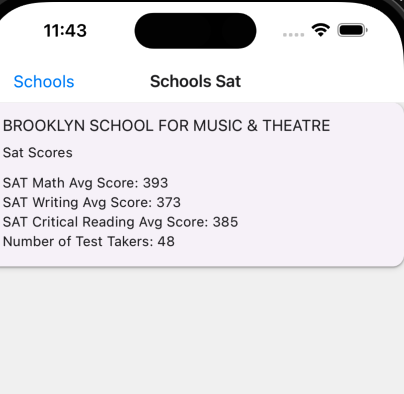 11:43
Schools Schools Sat
BROOKLYN SCHOOL FOR MUSIC & THEATRE
Sat Scores
SAT Math Avg Score: 393
SAT Writing Avg Score: 373
SAT Critical Reading Avg Score: 385
Number of Test Takers: 48